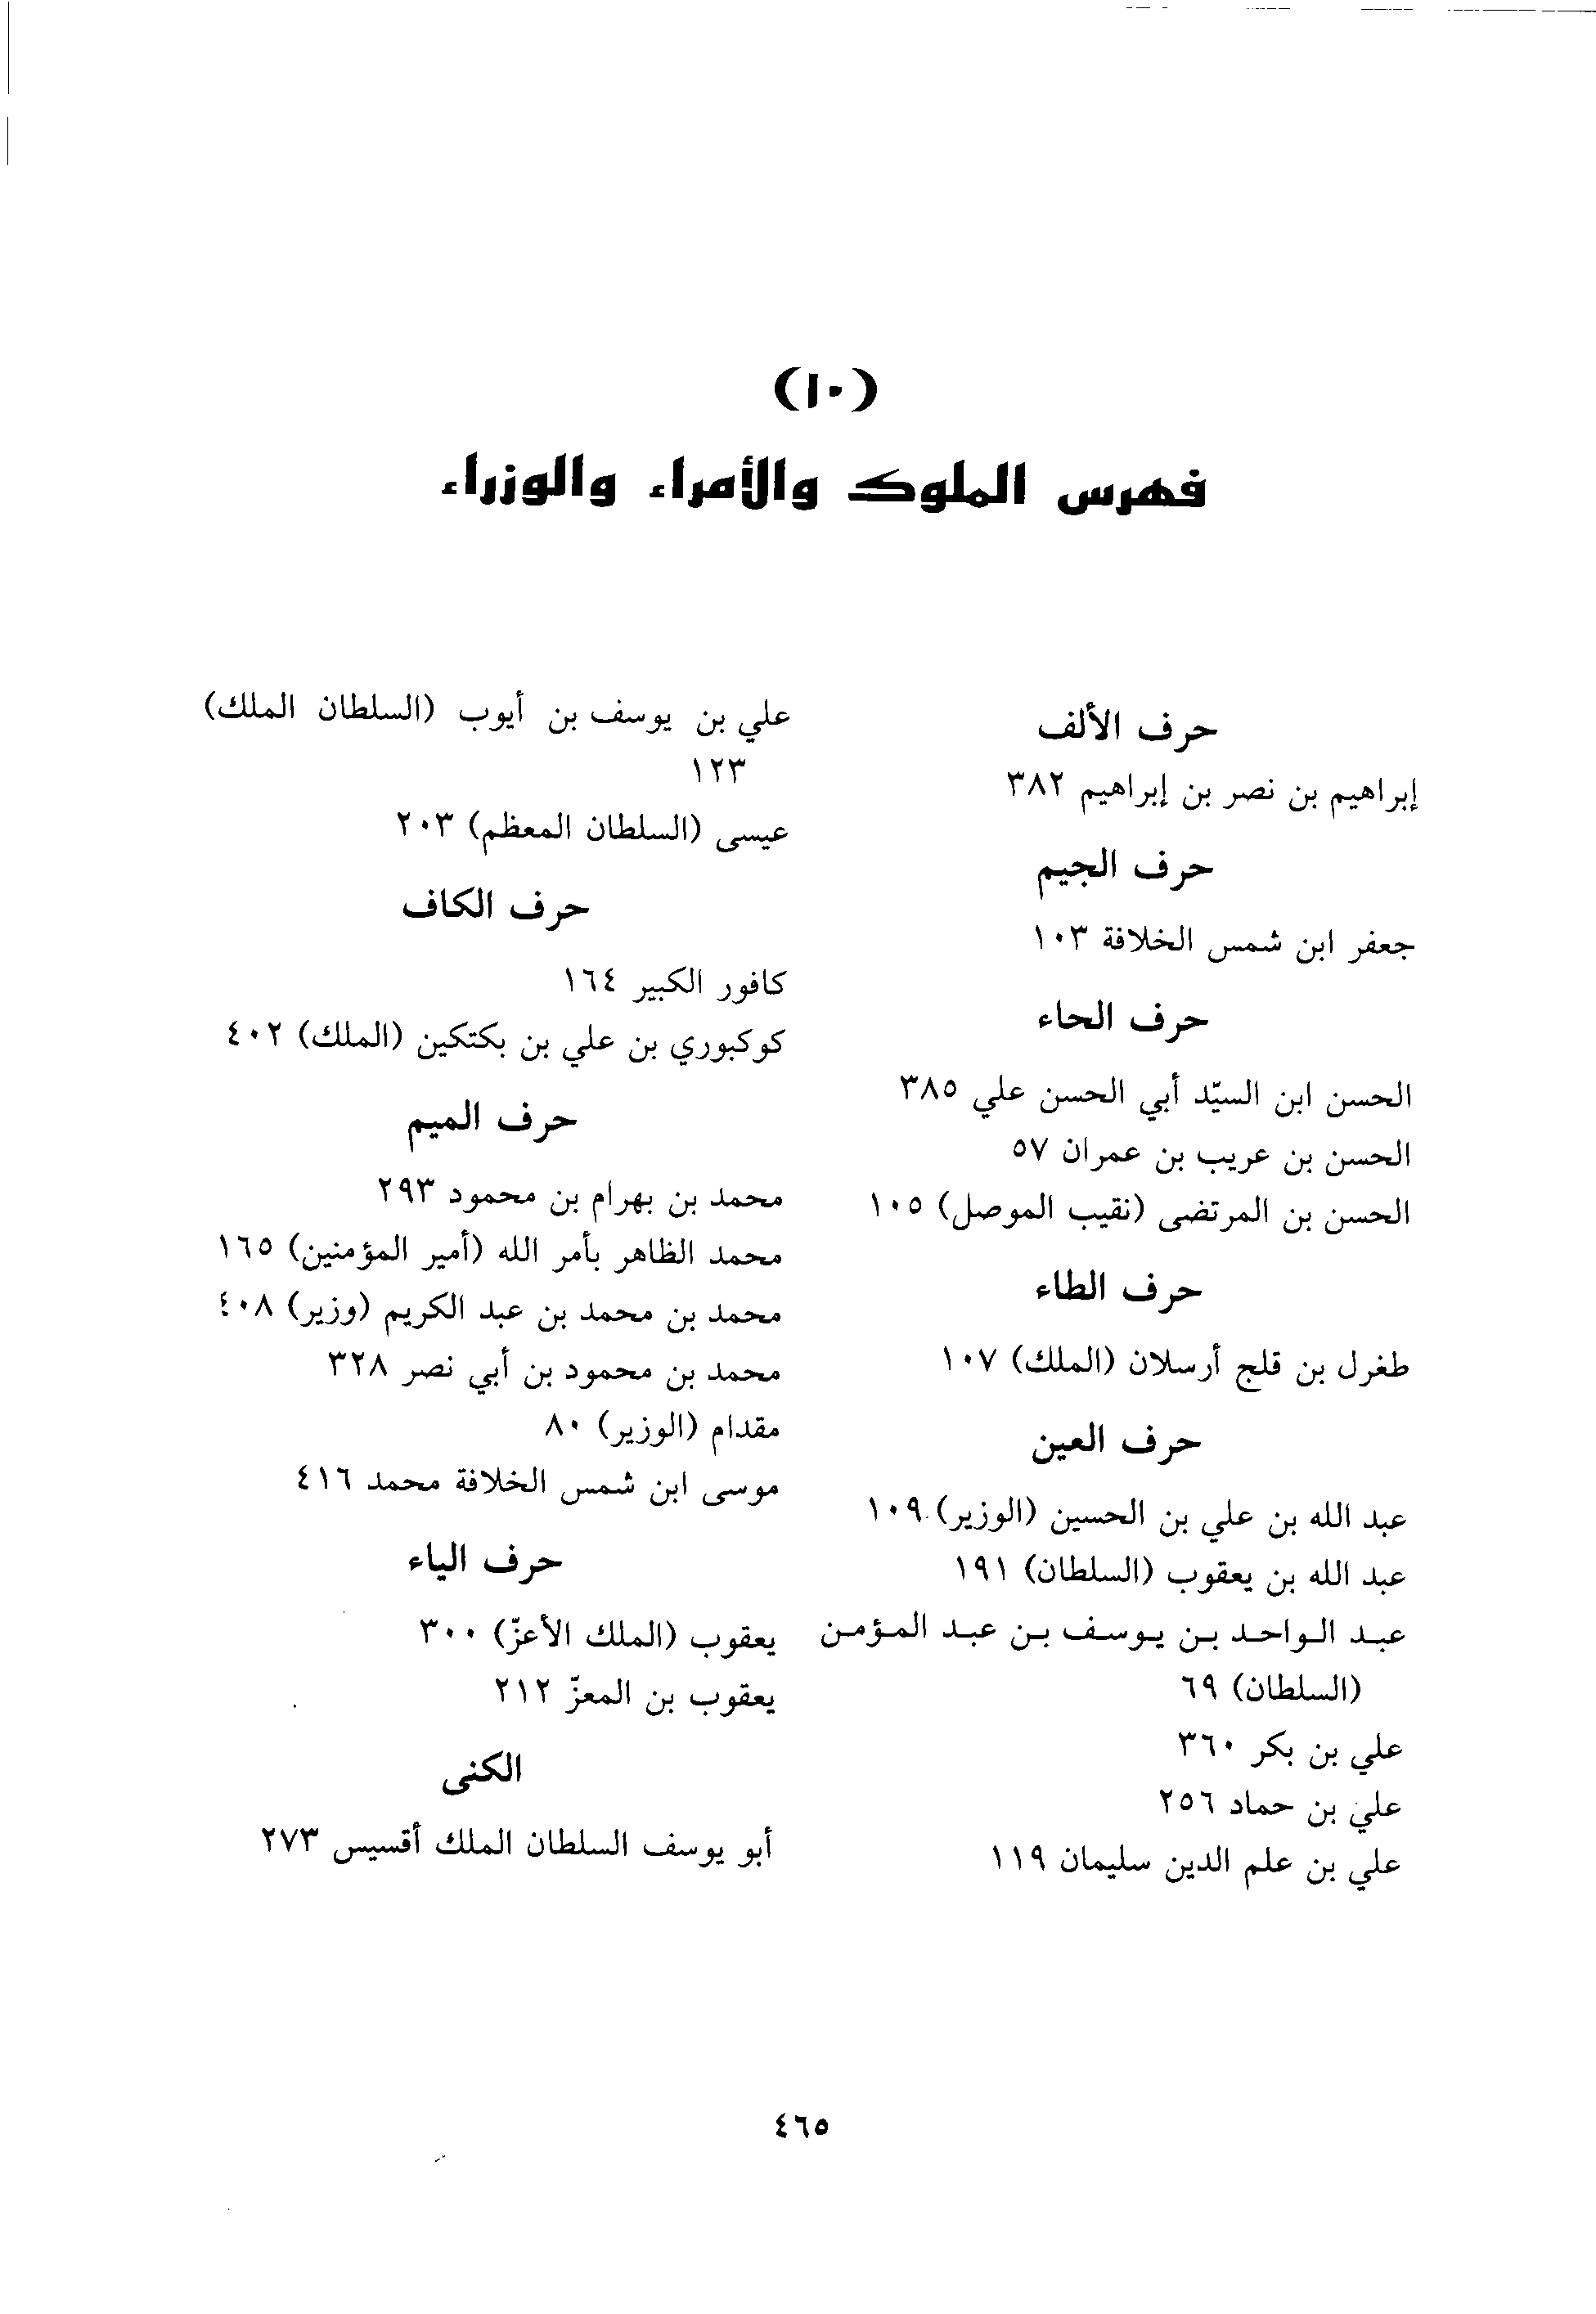 (١٠)
فهرس الملوك والأمراء والوزراء
حرف الألف
إبراهيم بن نصر بن إبراهيم ٣٨٢
حرف الجيم
جعفر ابن شمس الخلافة ١٠٣
حرف الحاء
الحسن ابن السيّد أبي الحسن علي ٣٨٥
الحسن بن عريب بن عمران ٥٧
الحسن بن المرتضى (نقيب الموصل) ١٠٥
حرف الطاء
طغرل بن قلج أرسلان (الملك) ١٠٧
حرف العين
عبد الله بن علي بن الحسين (الوزير) ١٠٩
عبد الله بن يعقوب (السلطان) ١٩١
عبد الواحد بن يوسف بن عبد المؤمن
(السلطان) ٦٩
علي بن بكر ٣٦٠
علي بن حماد ٢٥٦
علي بن علم الدين سليمان ١١٩
علي بن يوسف بن أيوب (السلطان الملك)
١٢٣
عيسى (السلطان المعظم) ٢٠٣
حرف الكاف
كافور الكبير ١٦٤
كوكبوري بن علي بن بكتكين (الملك) ٤٠٢
حرف الميم
محمد بن بهرام بن محمود ٢٩٣
محمد الظاهر بأمر الله (أمير المؤمنين) ١٦٥
محمد بن محمد بن عبد الكريم (وزير) ٤٠٨
محمد بن محمود بن أبي نصر ٣٢٨
مقدام (الوزير) ٨٠
موسى ابن شمس الخلافة محمد ٤١٦
حرف الياء
يعقوب (الملك الأعزّ) ٣٠٠
يعقوب بن المعزّ ٢١٢
الكنى
أبو يوسف السلطان الملك أقسيس ٢٧٣
٤٦٥